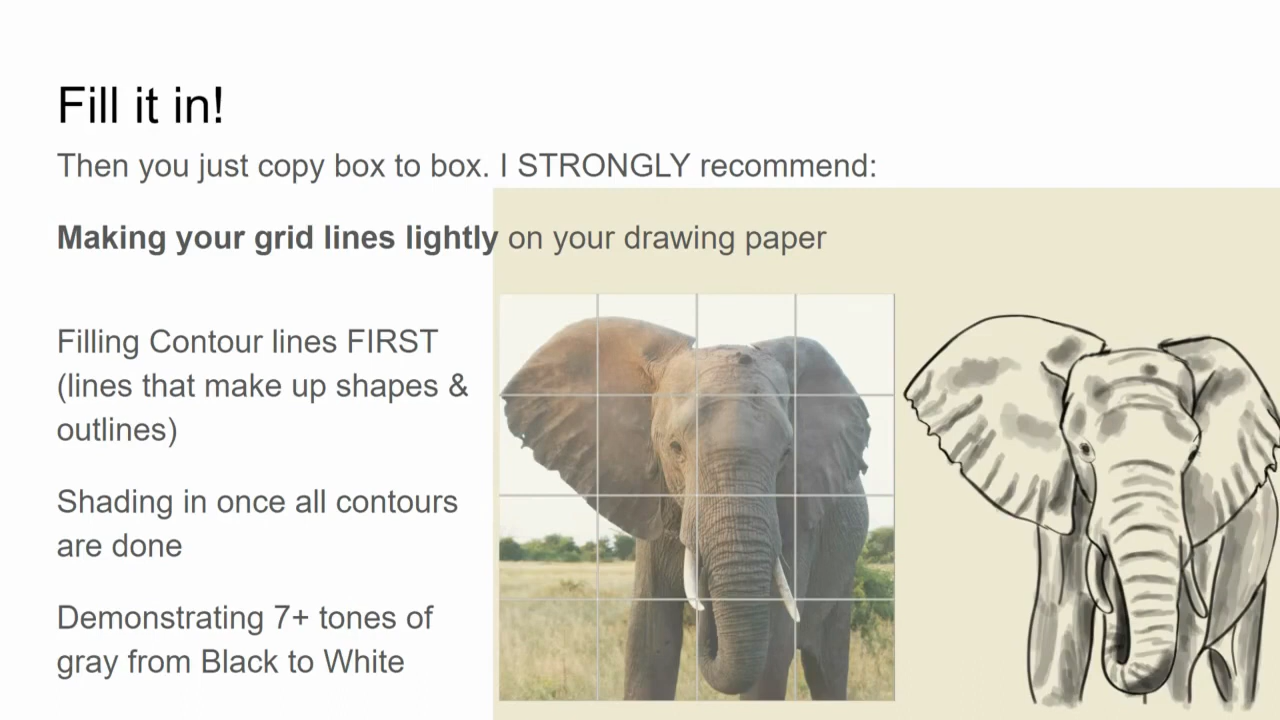 Fill it in!
Then you just copy box to box. I STRONGLY recommend:
Making your grid lines lightly on your drawing paper
Filling Contour lines FIRST
(lines that make up shapes &
outlines)
Shading in once all contours
are done
Demonstrating 7+ tones of
gray from Black to White